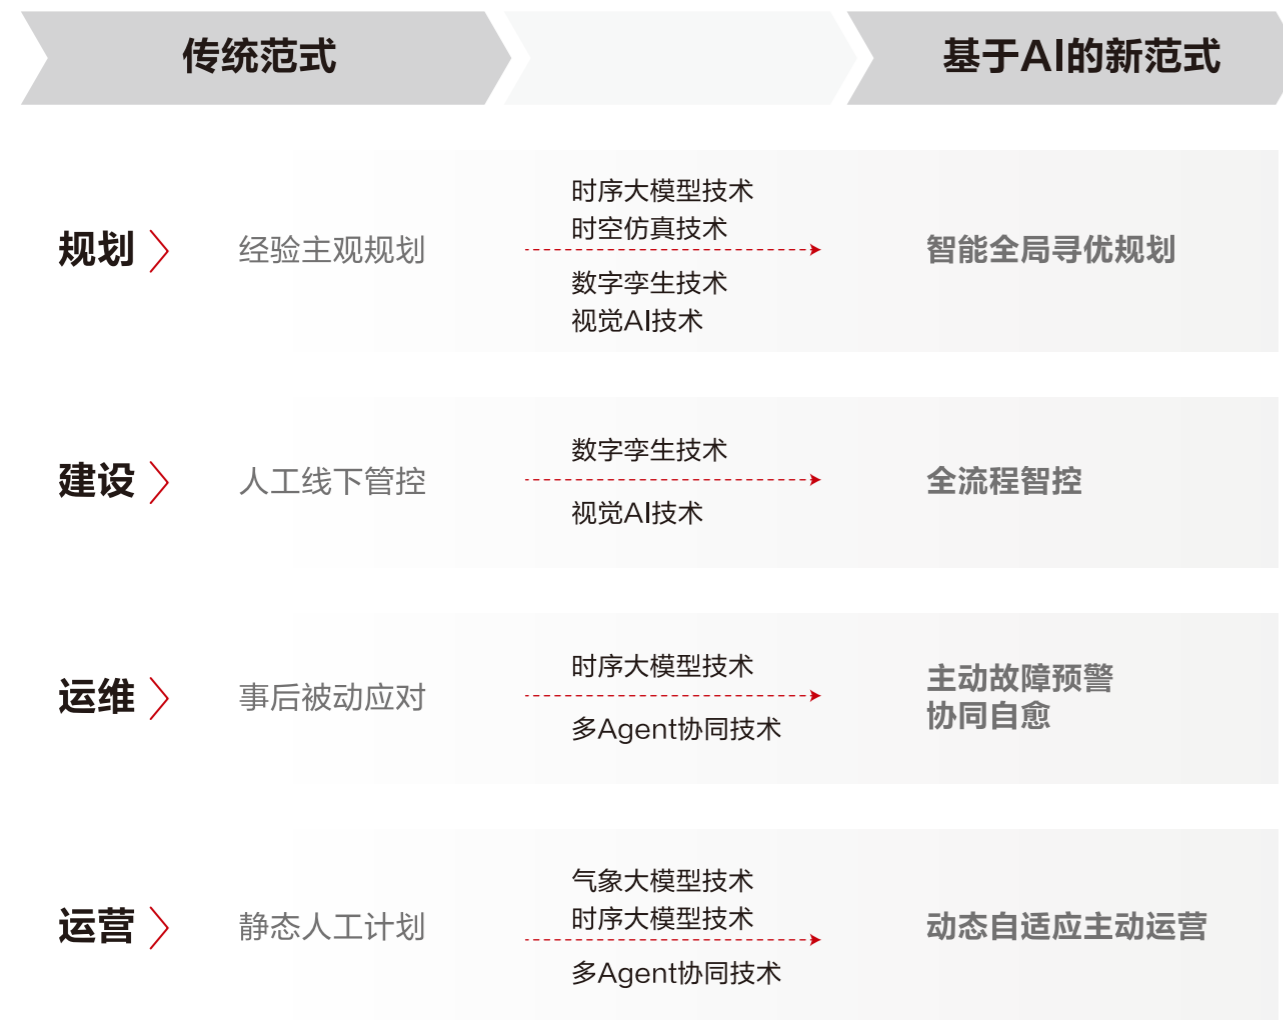 传统范式
基于AI的新范式
规划
经验主观规划
时序大模型技术
时空仿真技术
数字孪生技术
视觉AI技术
智能全局寻优规划
建设
人工线下管控
数字孪生技术
视觉AI技术
全流程智控
运维
事后被动应对
时序大模型技术
多Agent协同技术
主动故障预警
协同自愈
运营
静态人工计划
气象大模型技术
时序大模型技术
多Agent协同技术
动态自适应主动运营